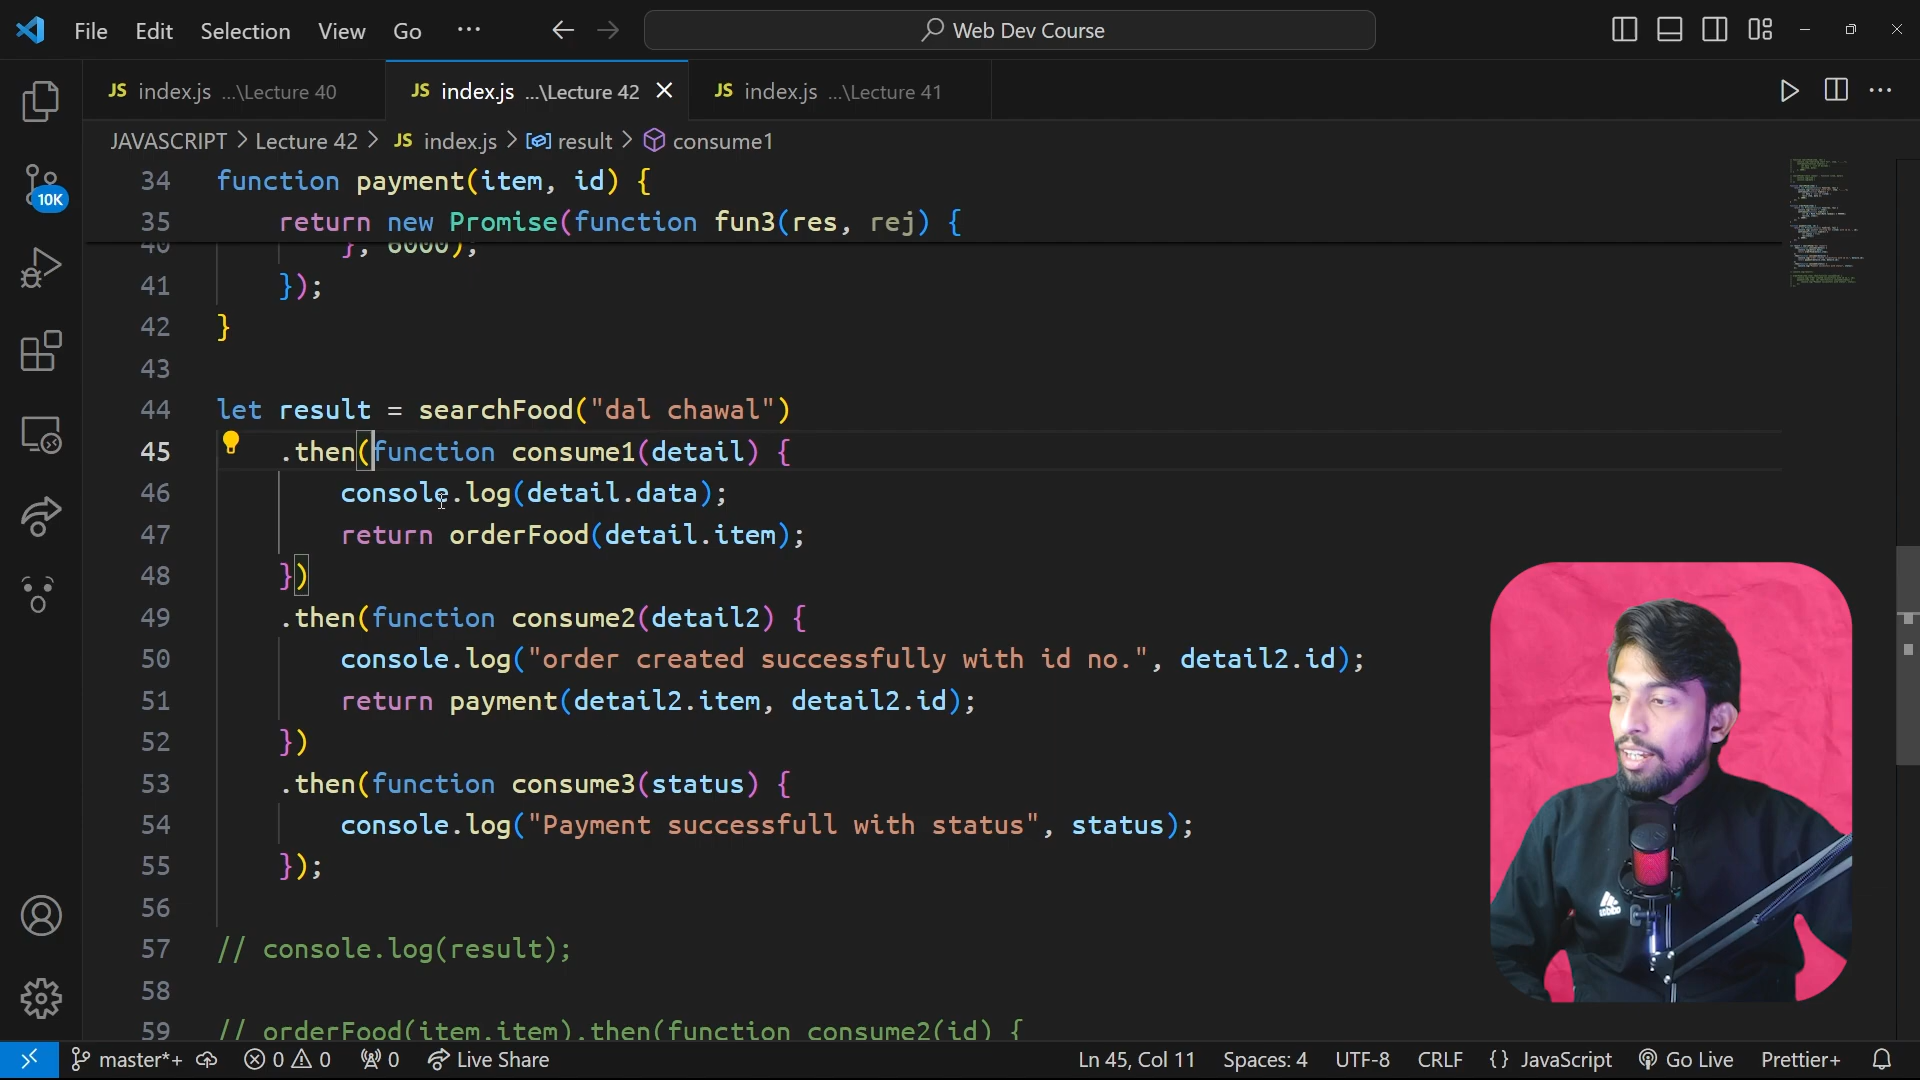 File Edit Selection View Go ··· Web Dev Course
JS index.js ...\Lecture 40 JS index.js ...\Lecture 42 JS index.js ...\Lecture 41
JAVASCRIPT > Lecture 42 > JS index.js > result > consume1
10K
34 function payment(item, id) {
35 return new Promise(function fun3(res, rej) {
40 }, 6000);
41 });
42 }
43
44 let result = searchFood("dal chawal")
45 .then(function consume1(detail) {
46 console.log(detail.data);
47 return orderFood(detail.item);
48 })
49 .then(function consume2(detail2) {
50 console.log("order created successfully with id no.", detail2.id);
51 return payment(detail2.item, detail2.id);
52 })
53 .then(function consume3(status) {
54 console.log("Payment successfull with status", status);
55 });
56
57 // console.log(result);
58
59 // orderFood(item.item).then(function consume2(id) {
master*+ 0 0 0 Live Share Ln 45, Col 11 Spaces: 4 UTF-8 CRLF {} JavaScript Go Live Prettier+